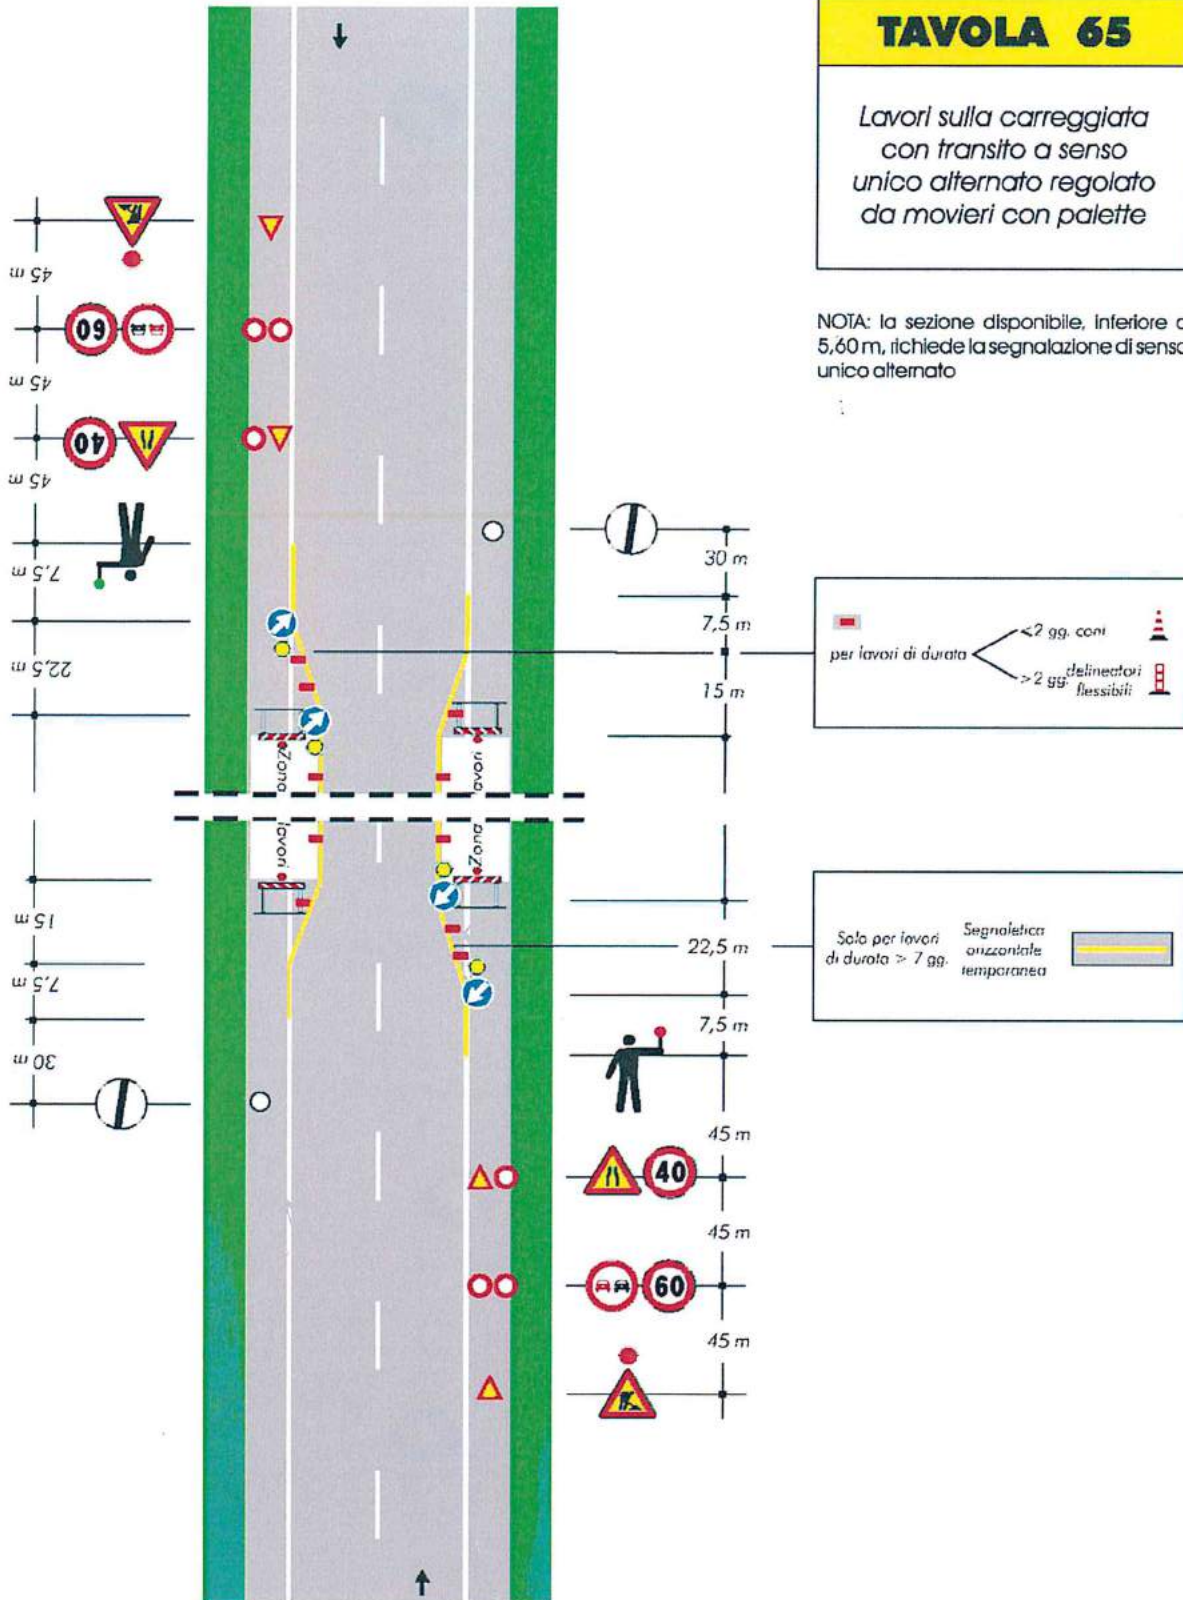 TAVOLA 65
Lavori sulla carreggiata
con transito a senso
unico alternato regolato
da movieri con palette
NOTA: la sezione disponibile, inferiore a
5,60 m, richiede la segnalazione di senso
unico alternato
45 m
60
45 m
40
45 m
7,5 m
22,5 m
30 m
7,5 m
15 m
per lavori di durata
<2 gg. coni
>2 gg. delineatori
flessibili
Zona
lavori
Zona
lavori
15 m
7,5 m
30 m
22,5 m
7,5 m
Solo per lavori
di durata > 7 gg.
Segnaletica
orizzontale
temporanea
45 m
40
45 m
60
45 m